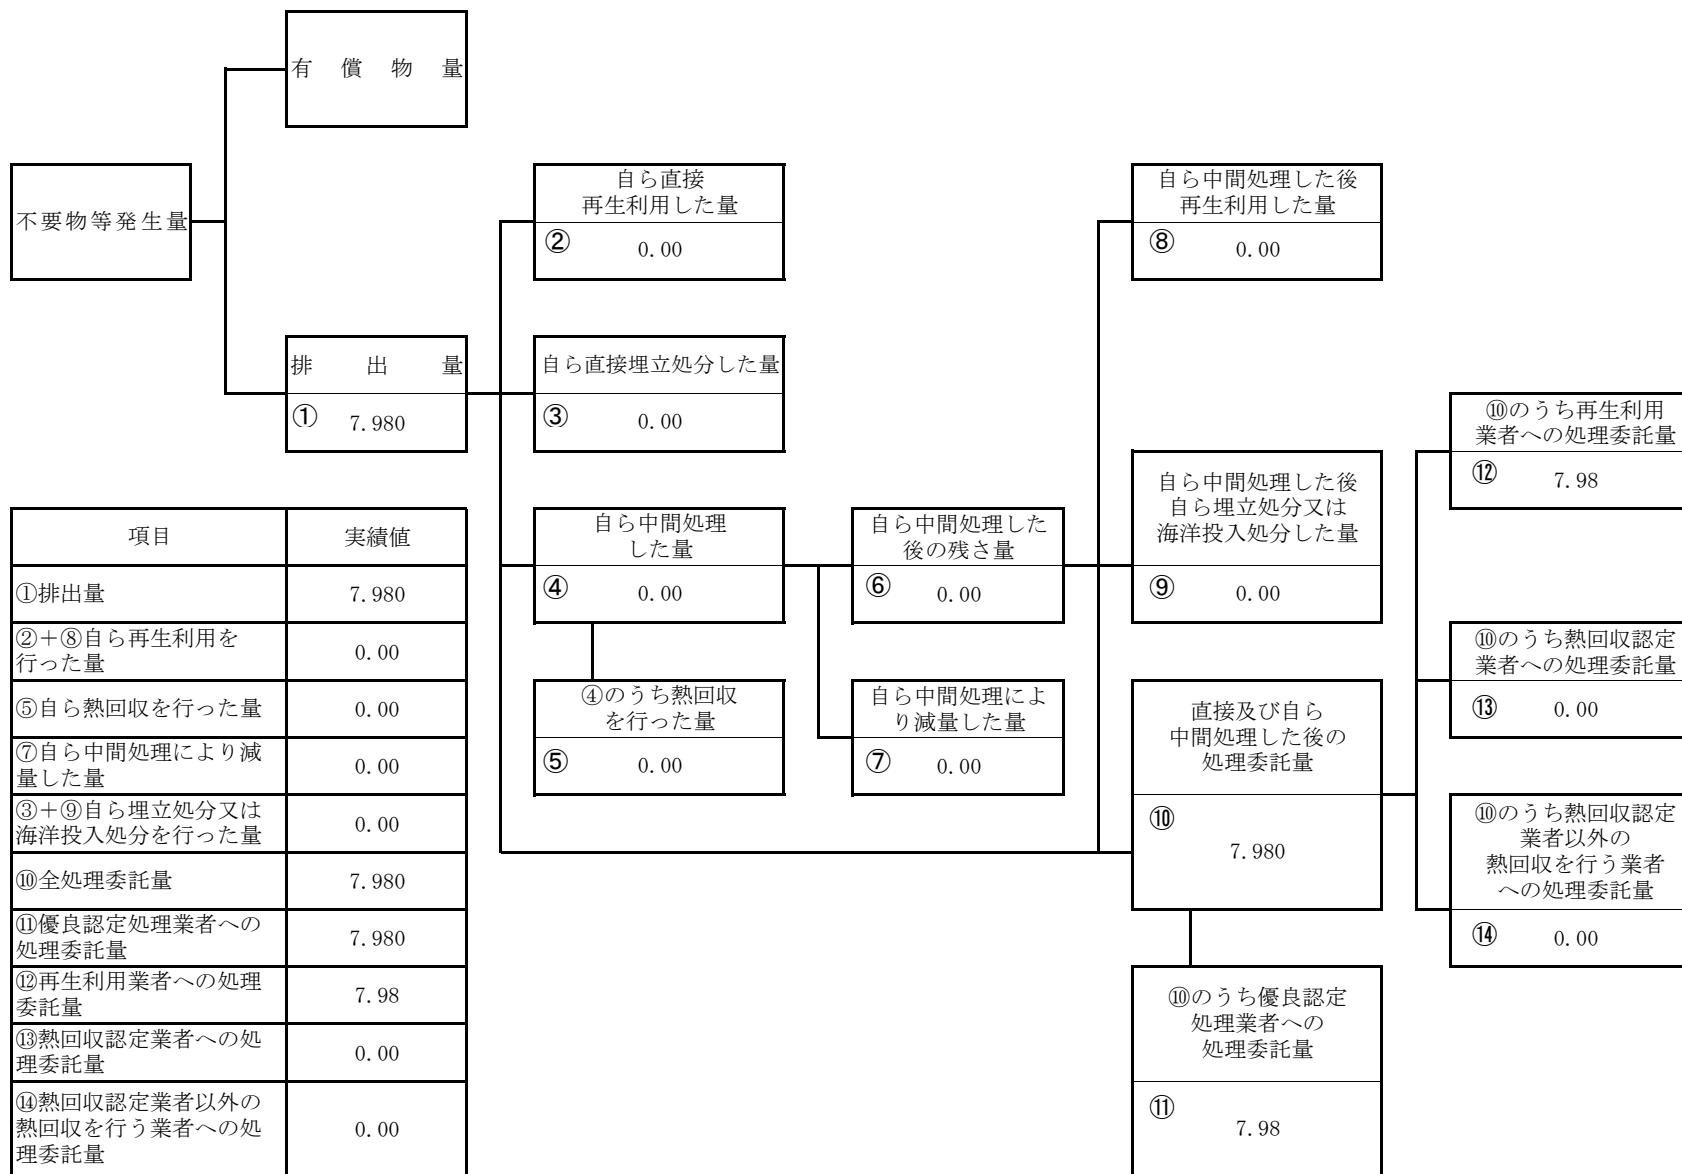 有償物量
不要物等発生量
排出量
① 7.980
自ら直接
再生利用した量
② 0.00
自ら直接埋立処分した量
③ 0.00
自ら中間処理
した量
④ 0.00
④のうち熱回収
を行った量
⑤ 0.00
自ら中間処理した
後の残さ量
⑥ 0.00
自ら中間処理によ
り減量した量
⑦ 0.00
自ら中間処理した後
再生利用した量
⑧ 0.00
自ら中間処理した後
自ら埋立処分又は
海洋投入処分した量
⑨ 0.00
直接及び自ら
中間処理した後の
処理委託量
⑩
7.980
⑩のうち優良認定
処理業者への
処理委託量
⑪
7.98
⑩のうち再生利用
業者への処理委託量
⑫ 7.98
⑩のうち熱回収認定
業者への処理委託量
⑬ 0.00
⑩のうち熱回収認定
業者以外の
熱回収を行う業者
への処理委託量
⑭ 0.00
項目 実績値
①排出量 7.980
②+⑧自ら再生利用を
行った量 0.00
⑤自ら熱回収を行った量 0.00
⑦自ら中間処理により減
量した量 0.00
③+⑨自ら埋立処分又は
海洋投入処分を行った量 0.00
⑩全処理委託量 7.980
⑪優良認定処理業者への
処理委託量 7.980
⑫再生利用業者への処理
委託量 7.98
⑬熱回収認定業者への処
理委託量 0.00
⑭熱回収認定業者以外の
熱回収を行う業者への処
理委託量 0.00